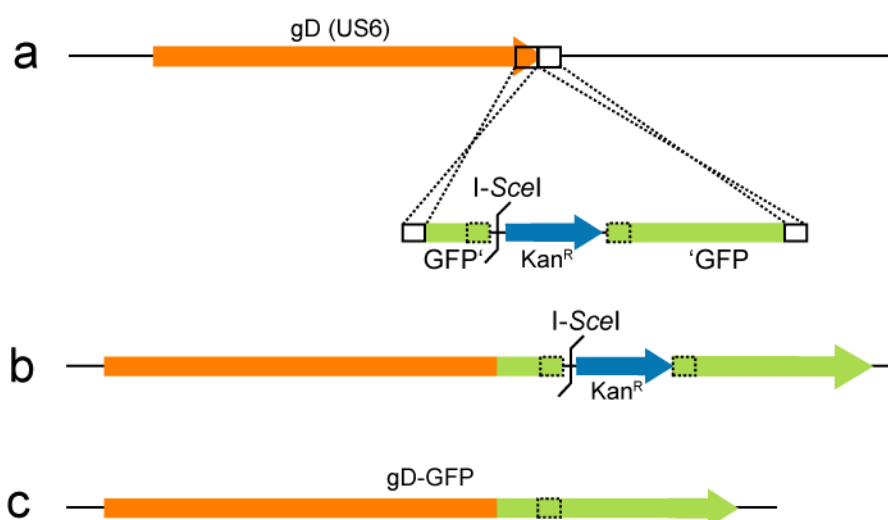 gD (US6)
a
I-SceI
GFP‘
Kanᴿ
‘GFP
I-SceI
b
Kanᴿ
gD-GFP
c